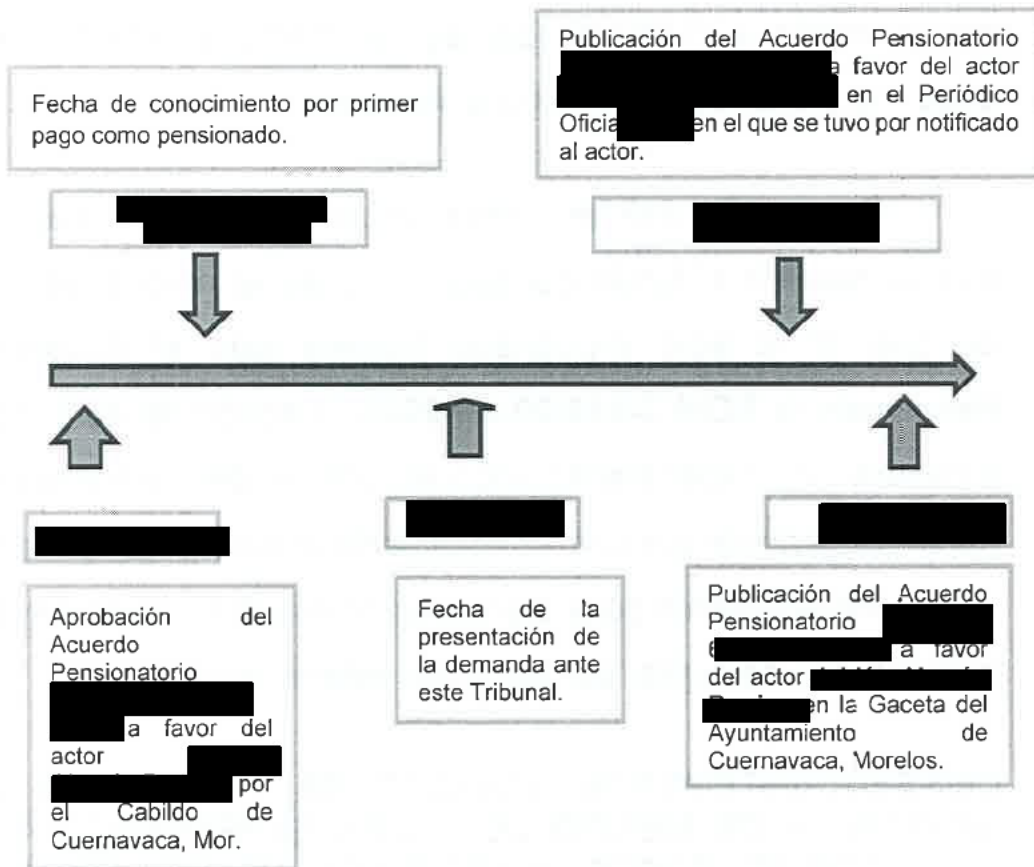 Fecha de conocimiento por primer
pago como pensionado.
Publicación del Acuerdo Pensionatorio
a favor del actor
en el Periódico
Oficia en el que se tuvo por notificado
al actor.
Aprobación del
Acuerdo
Pensionatorio
a favor del
actor
por
el Cabildo de
Cuernavaca, Mor.
Fecha de la
presentación de
la demanda ante
este Tribunal.
Publicación del Acuerdo
Pensionatorio
a favor
del actor
en la Gaceta del
Ayuntamiento de
Cuernavaca, Morelos.